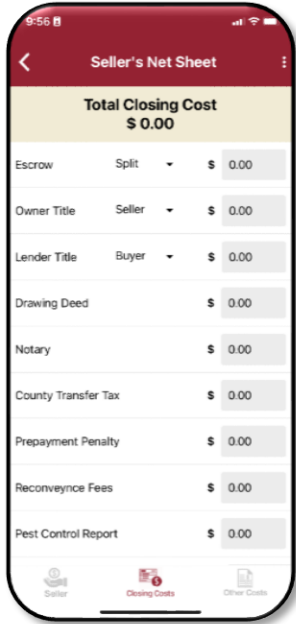 9:56
Seller's Net Sheet
Total Closing Cost
$ 0.00
Escrow Split $ 0.00
Owner Title Seller $ 0.00
Lender Title Buyer $ 0.00
Drawing Deed $ 0.00
Notary $ 0.00
County Transfer Tax $ 0.00
Prepayment Penalty $ 0.00
Reconveynce Fees $ 0.00
Pest Control Report $ 0.00
Seller Closing Costs Other Costs